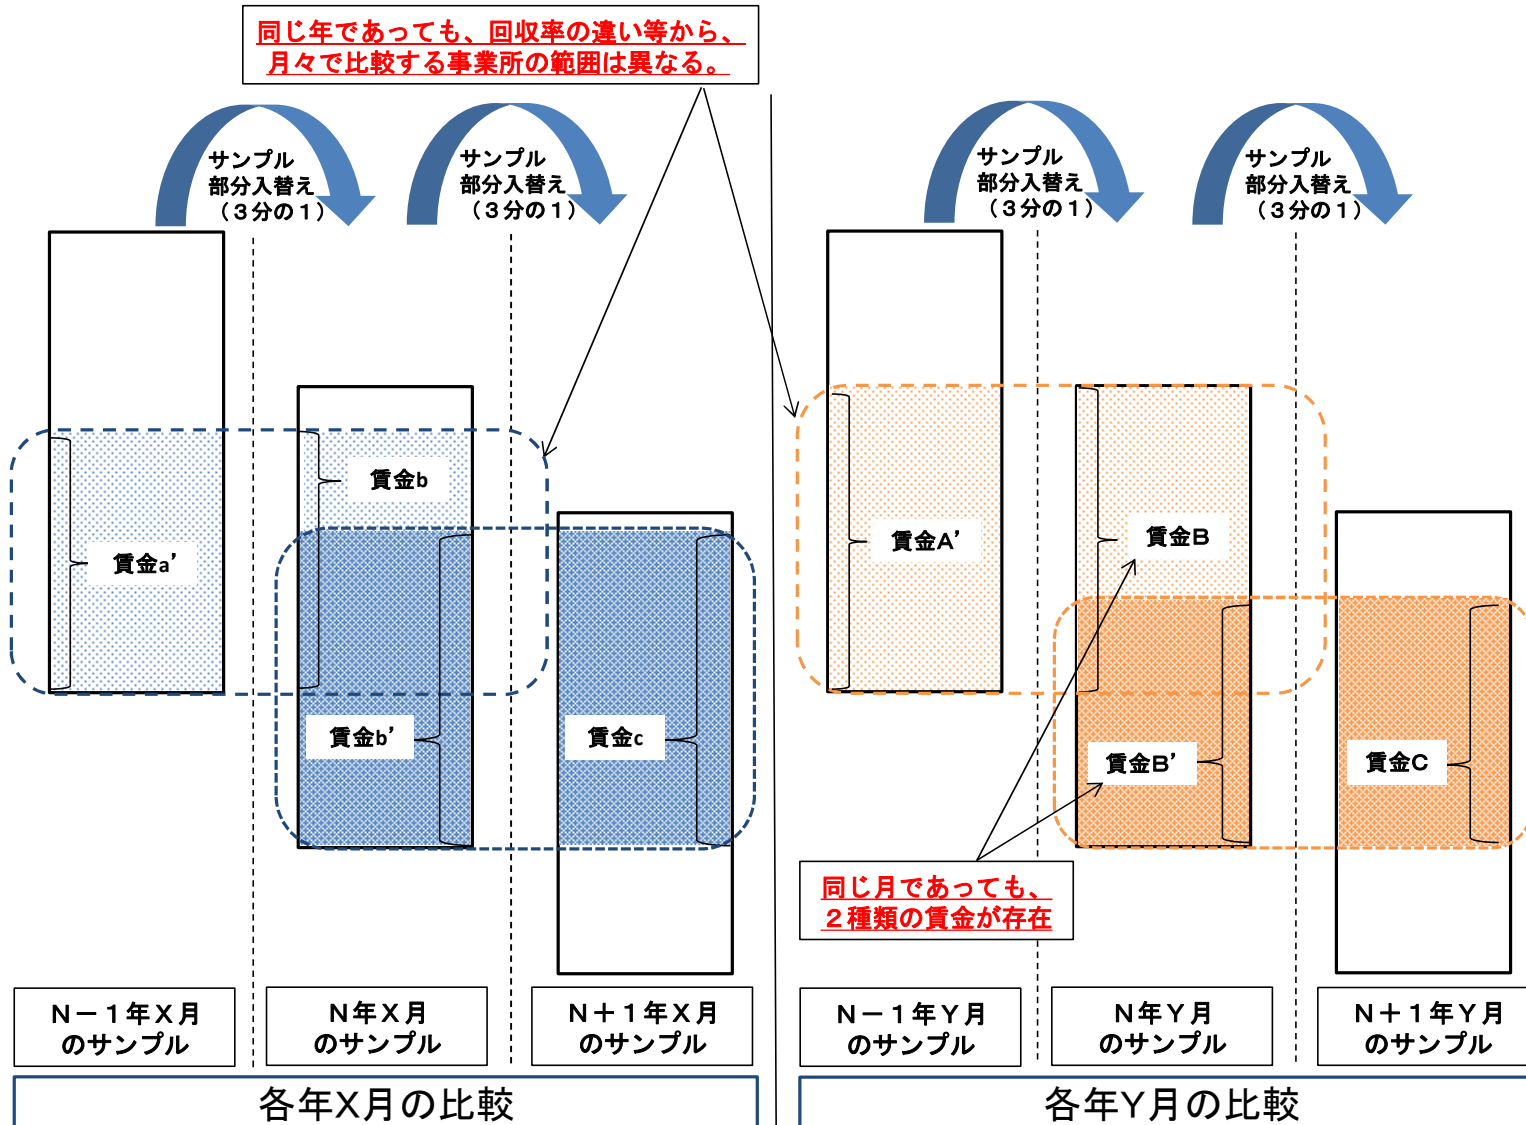 同じ年であっても、回収率の違い等から、
月々で比較する事業所の範囲は異なる。
サンプル
部分入替え
（３分の１）
サンプル
部分入替え
（３分の１）
サンプル
部分入替え
（３分の１）
サンプル
部分入替え
（３分の１）
賃金a’
賃金b
賃金b’
賃金c
賃金Ａ’
賃金Ｂ
賃金Ｂ’
賃金Ｃ
同じ月であっても、
２種類の賃金が存在
Ｎ－１年Ｘ月
のサンプル
Ｎ年Ｘ月
のサンプル
Ｎ＋１年Ｘ月
のサンプル
Ｎ－１年Ｙ月
のサンプル
Ｎ年Ｙ月
のサンプル
Ｎ＋１年Ｙ月
のサンプル
各年X月の比較
各年Y月の比較